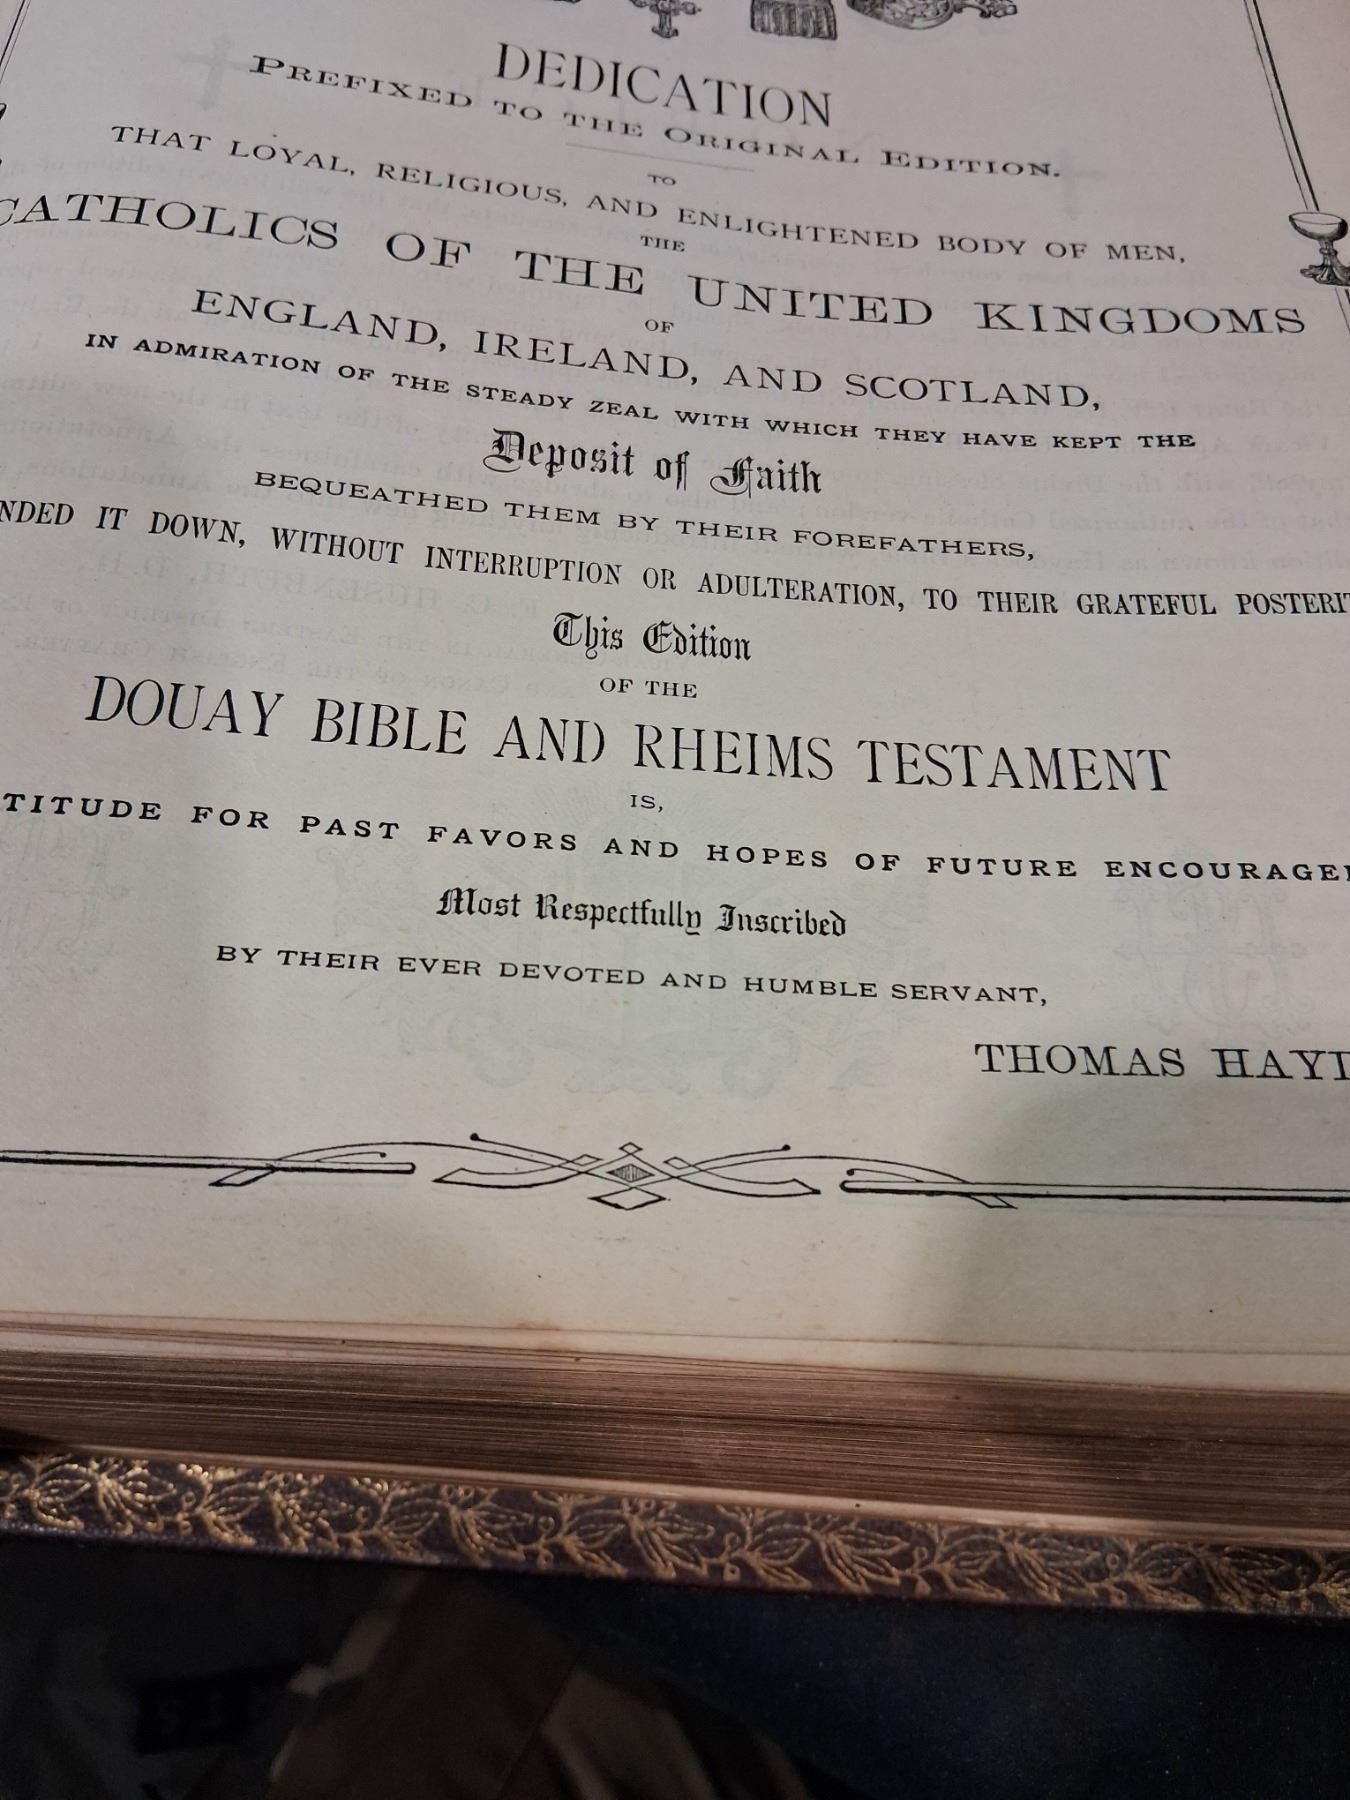 DEDICATION
PREFIXED TO THE ORIGINAL EDITION.
TO
THAT LOYAL, RELIGIOUS, AND ENLIGHTENED BODY OF MEN,
THE
CATHOLICS OF THE UNITED KINGDOMS
OF
ENGLAND, IRELAND, AND SCOTLAND,
IN ADMIRATION OF THE STEADY ZEAL WITH WHICH THEY HAVE KEPT THE
Deposit of Faith
BEQUEATHED THEM BY THEIR FOREFATHERS,
NDED IT DOWN, WITHOUT INTERRUPTION OR ADULTERATION, TO THEIR GRATEFUL POSTERIT
This Edition
OF THE
DOUAY BIBLE AND RHEIMS TESTAMENT
IS,
TITUDE FOR PAST FAVORS AND HOPES OF FUTURE ENCOURAGE
Most Respectfully Inscribed
BY THEIR EVER DEVOTED AND HUMBLE SERVANT,
THOMAS HAYD